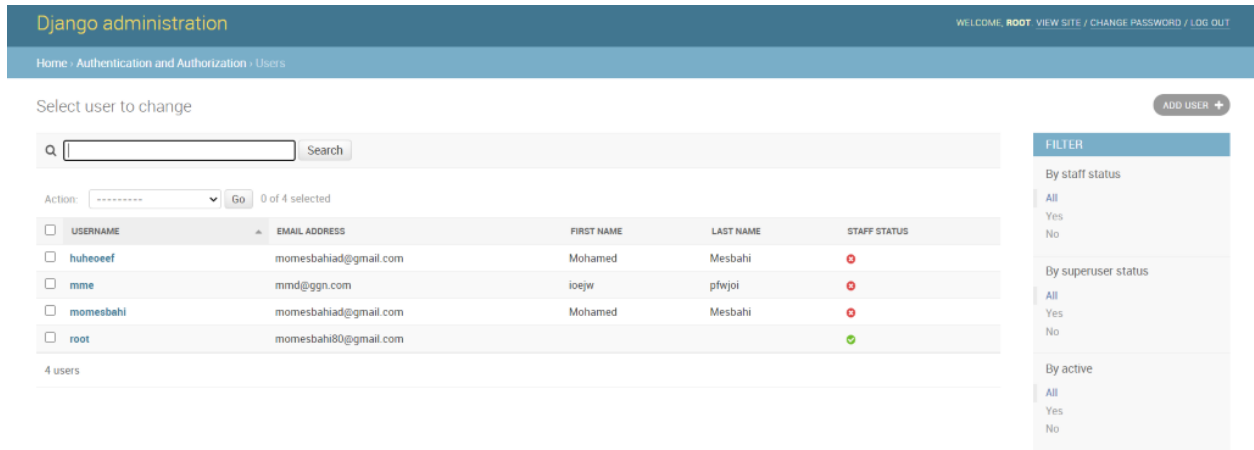 Django administration
WELCOME, ROOT. VIEW SITE / CHANGE PASSWORD / LOG OUT
Home › Authentication and Authorization › Users
Select user to change
ADD USER +
Search
Action: --------- Go 0 of 4 selected
USERNAME EMAIL ADDRESS FIRST NAME LAST NAME STAFF STATUS
huheoeef momesbahiad@gmail.com Mohamed Mesbahi
mme mmd@ggn.com ioejw pfwjoi
momesbahi momesbahiad@gmail.com Mohamed Mesbahi
root momesbahi80@gmail.com
4 users
FILTER
By staff status
All
Yes
No
By superuser status
All
Yes
No
By active
All
Yes
No